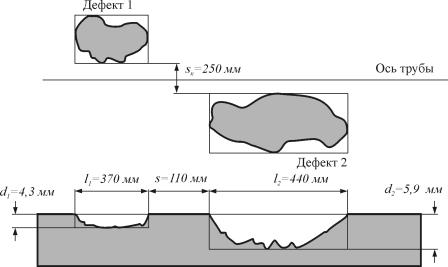 Дефект 1
sк=250 мм
Ось трубы
Дефект 2
d1=4,3 мм
l1=370 мм
s=110 мм
l2=440 мм
d2=5,9 мм